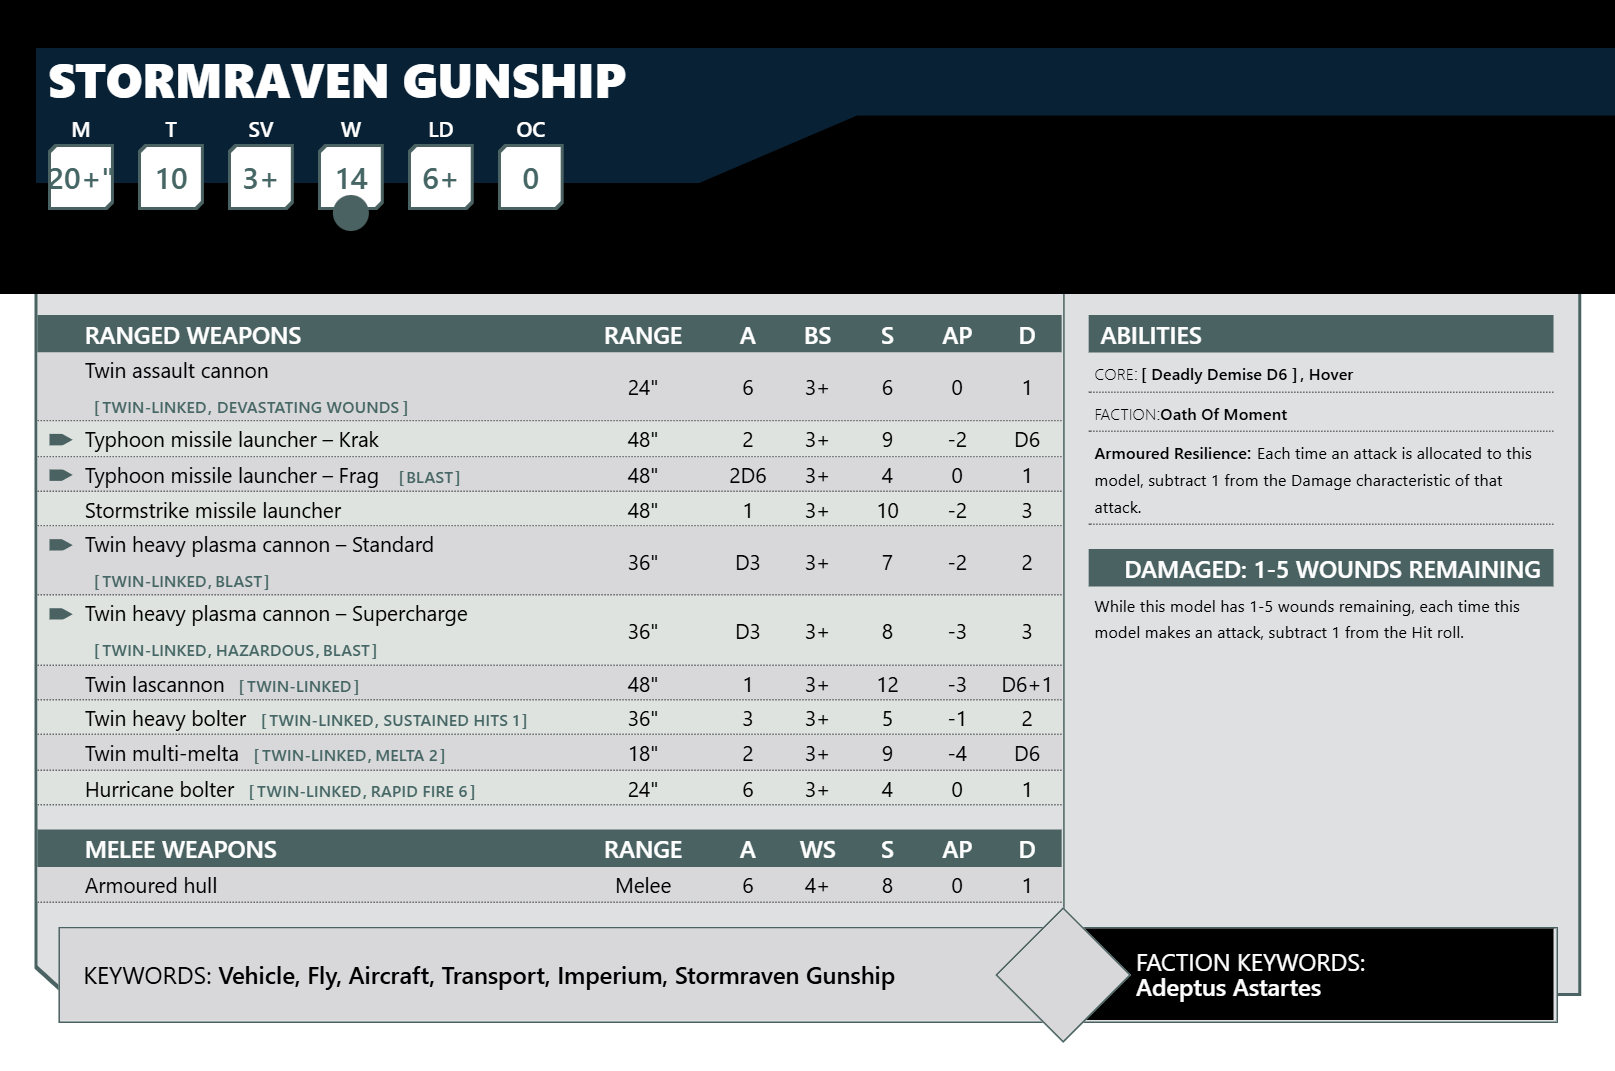 STORMRAVEN GUNSHIP
M T SV W LD OC
20+" 10 3+ 14 6+ 0
RANGED WEAPONS RANGE A BS S AP D
Twin assault cannon
[TWIN-LINKED, DEVASTATING WOUNDS] 24" 6 3+ 6 0 1
Typhoon missile launcher – Krak 48" 2 3+ 9 -2 D6
Typhoon missile launcher – Frag [BLAST] 48" 2D6 3+ 4 0 1
Stormstrike missile launcher 48" 1 3+ 10 -2 3
Twin heavy plasma cannon – Standard
[TWIN-LINKED, BLAST] 36" D3 3+ 7 -2 2
Twin heavy plasma cannon – Supercharge
[TWIN-LINKED, HAZARDOUS, BLAST] 36" D3 3+ 8 -3 3
Twin lascannon [TWIN-LINKED] 48" 1 3+ 12 -3 D6+1
Twin heavy bolter [TWIN-LINKED, SUSTAINED HITS 1] 36" 3 3+ 5 -1 2
Twin multi-melta [TWIN-LINKED, MELTA 2] 18" 2 3+ 9 -4 D6
Hurricane bolter [TWIN-LINKED, RAPID FIRE 6] 24" 6 3+ 4 0 1
MELEE WEAPONS RANGE A WS S AP D
Armoured hull Melee 6 4+ 8 0 1
ABILITIES
CORE: [ Deadly Demise D6 ] , Hover
FACTION:Oath Of Moment
Armoured Resilience: Each time an attack is allocated to this
model, subtract 1 from the Damage characteristic of that
attack.
DAMAGED: 1-5 WOUNDS REMAINING
While this model has 1-5 wounds remaining, each time this
model makes an attack, subtract 1 from the Hit roll.
KEYWORDS: Vehicle, Fly, Aircraft, Transport, Imperium, Stormraven Gunship
FACTION KEYWORDS:
Adeptus Astartes